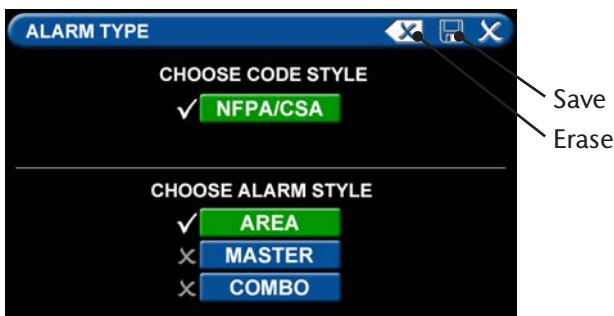 ALARM TYPE
CHOOSE CODE STYLE
NFPA/CSA
Save
Erase
CHOOSE ALARM STYLE
AREA
MASTER
COMBO